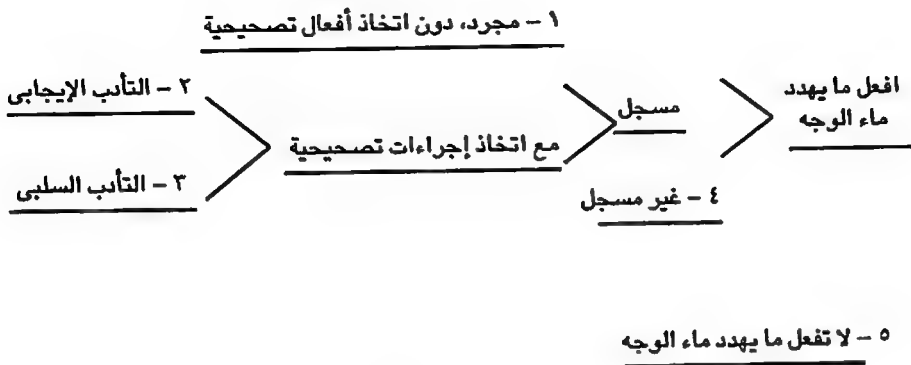 ١ - مجرد، دون اتخاذ أفعال تصحيحية
افعل ما يهدد
ماء الوجه
مسجل
٢ - التأدب الإيجابى
مع اتخاذ إجراءات تصحيحية
٣ - التأدب السلبى
٤ - غير مسجل
٥ - لا تفعل ما يهدد ماء الوجه